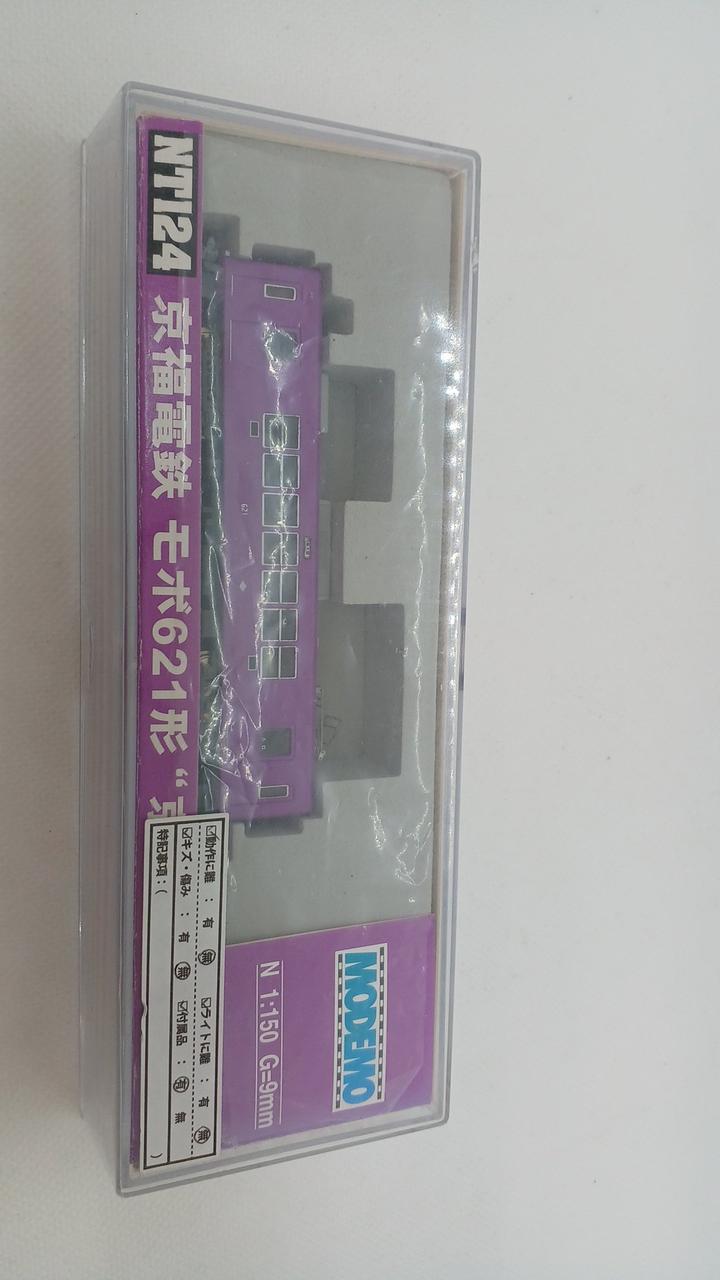 NT124 京福電鉄 モボ621形 “京
621
MODEMO
N 1:150 G=9mm
☑動作に難 : 有 無 ☑ライトに難 : 有 無
☑キズ・傷み : 有 無 ☑付属品 : 有 無
特記事項:( )